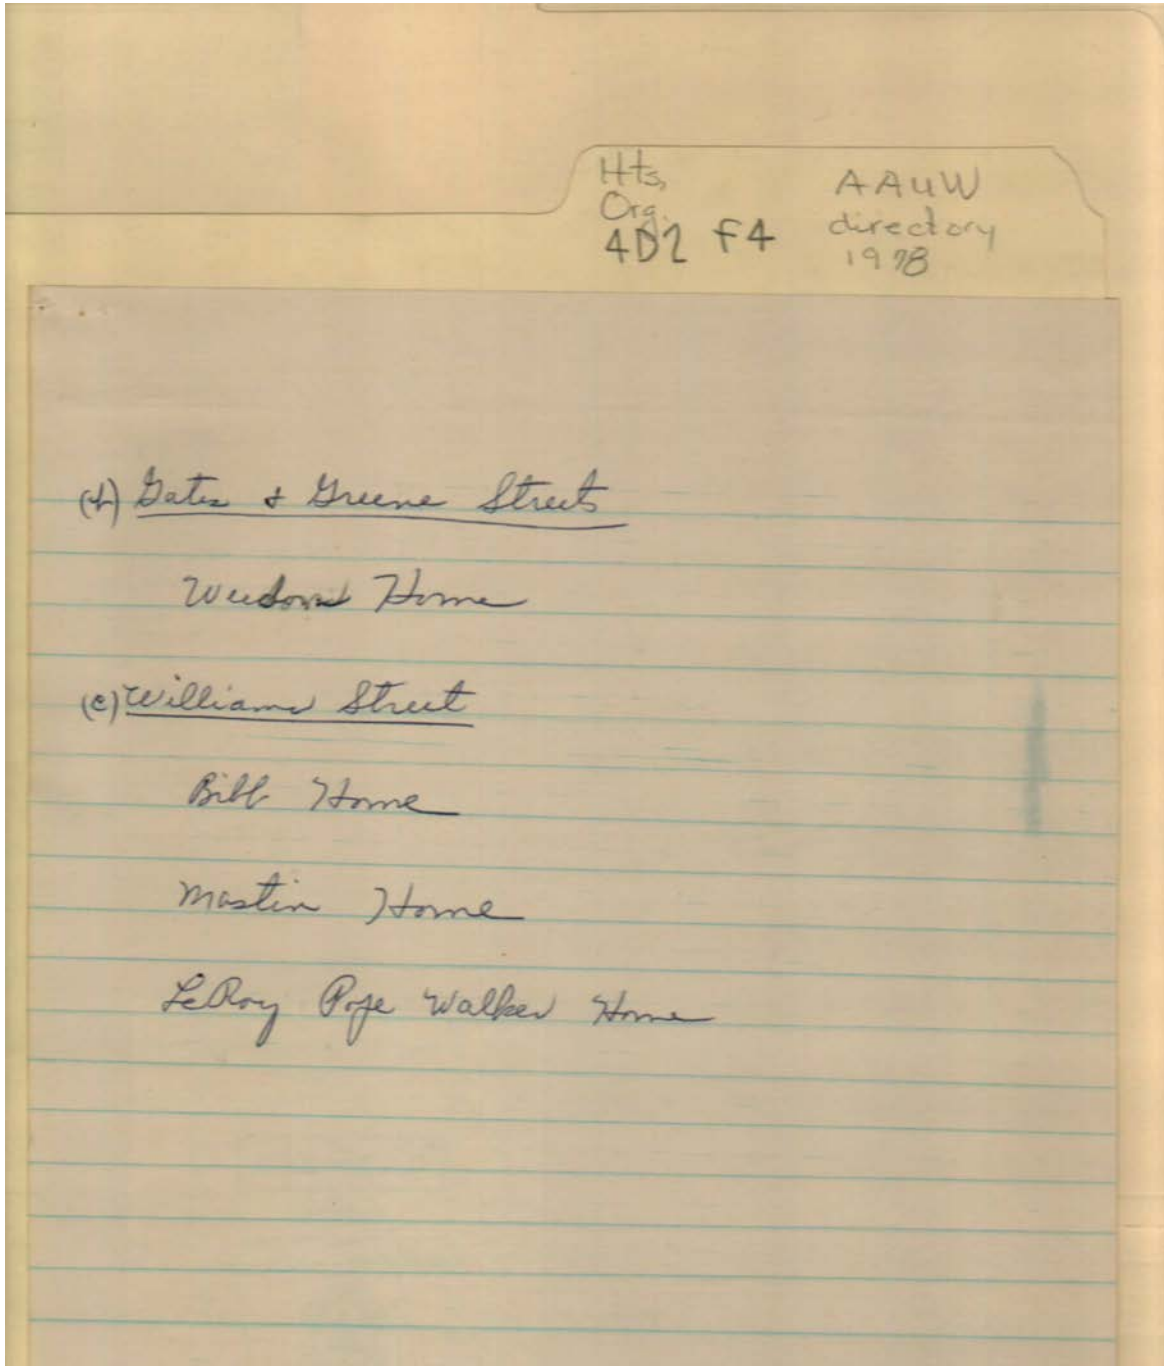 Hts, AAUW
Org. directory
4D2 F4 1978
(d) Gates & Greene Streets
Weedon Home
(e) Williams Street
Bibb Home
Mastin Home
LeRoy Pope Walker Home